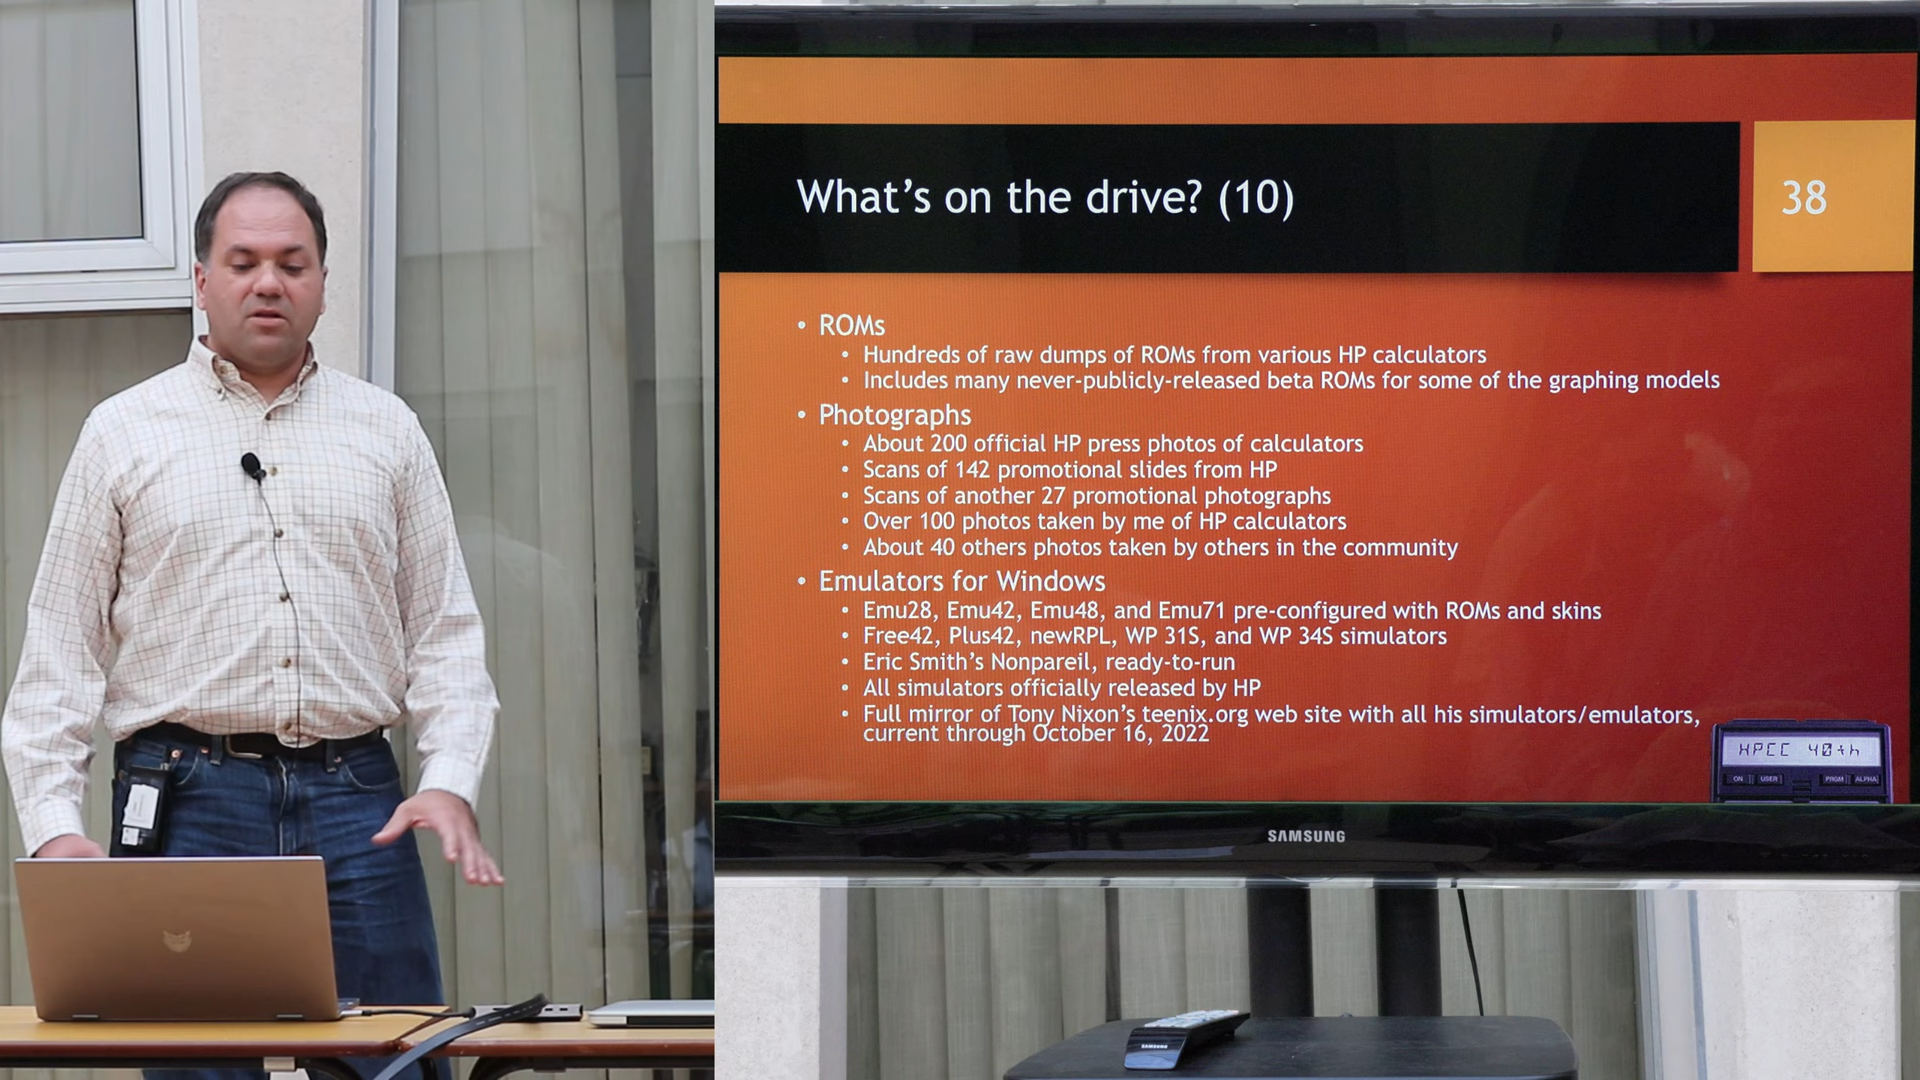 What's on the drive? (10)
38
• ROMs
• Hundreds of raw dumps of ROMs from various HP calculators
• Includes many never-publicly-released beta ROMs for some of the graphing models
• Photographs
• About 200 official HP press photos of calculators
• Scans of 142 promotional slides from HP
• Scans of another 27 promotional photographs
• Over 100 photos taken by me of HP calculators
• About 40 others photos taken by others in the community
• Emulators for Windows
• Emu28, Emu42, Emu48, and Emu71 pre-configured with ROMs and skins
• Free42, Plus42, newRPL, WP 31S, and WP 34S simulators
• Eric Smith's Nonpareil, ready-to-run
• All simulators officially released by HP
• Full mirror of Tony Nixon's teenix.org web site with all his simulators/emulators,
current through October 16, 2022
HPCC 40th
ON USER PRGM ALPHA
SAMSUNG
SAMSUNG